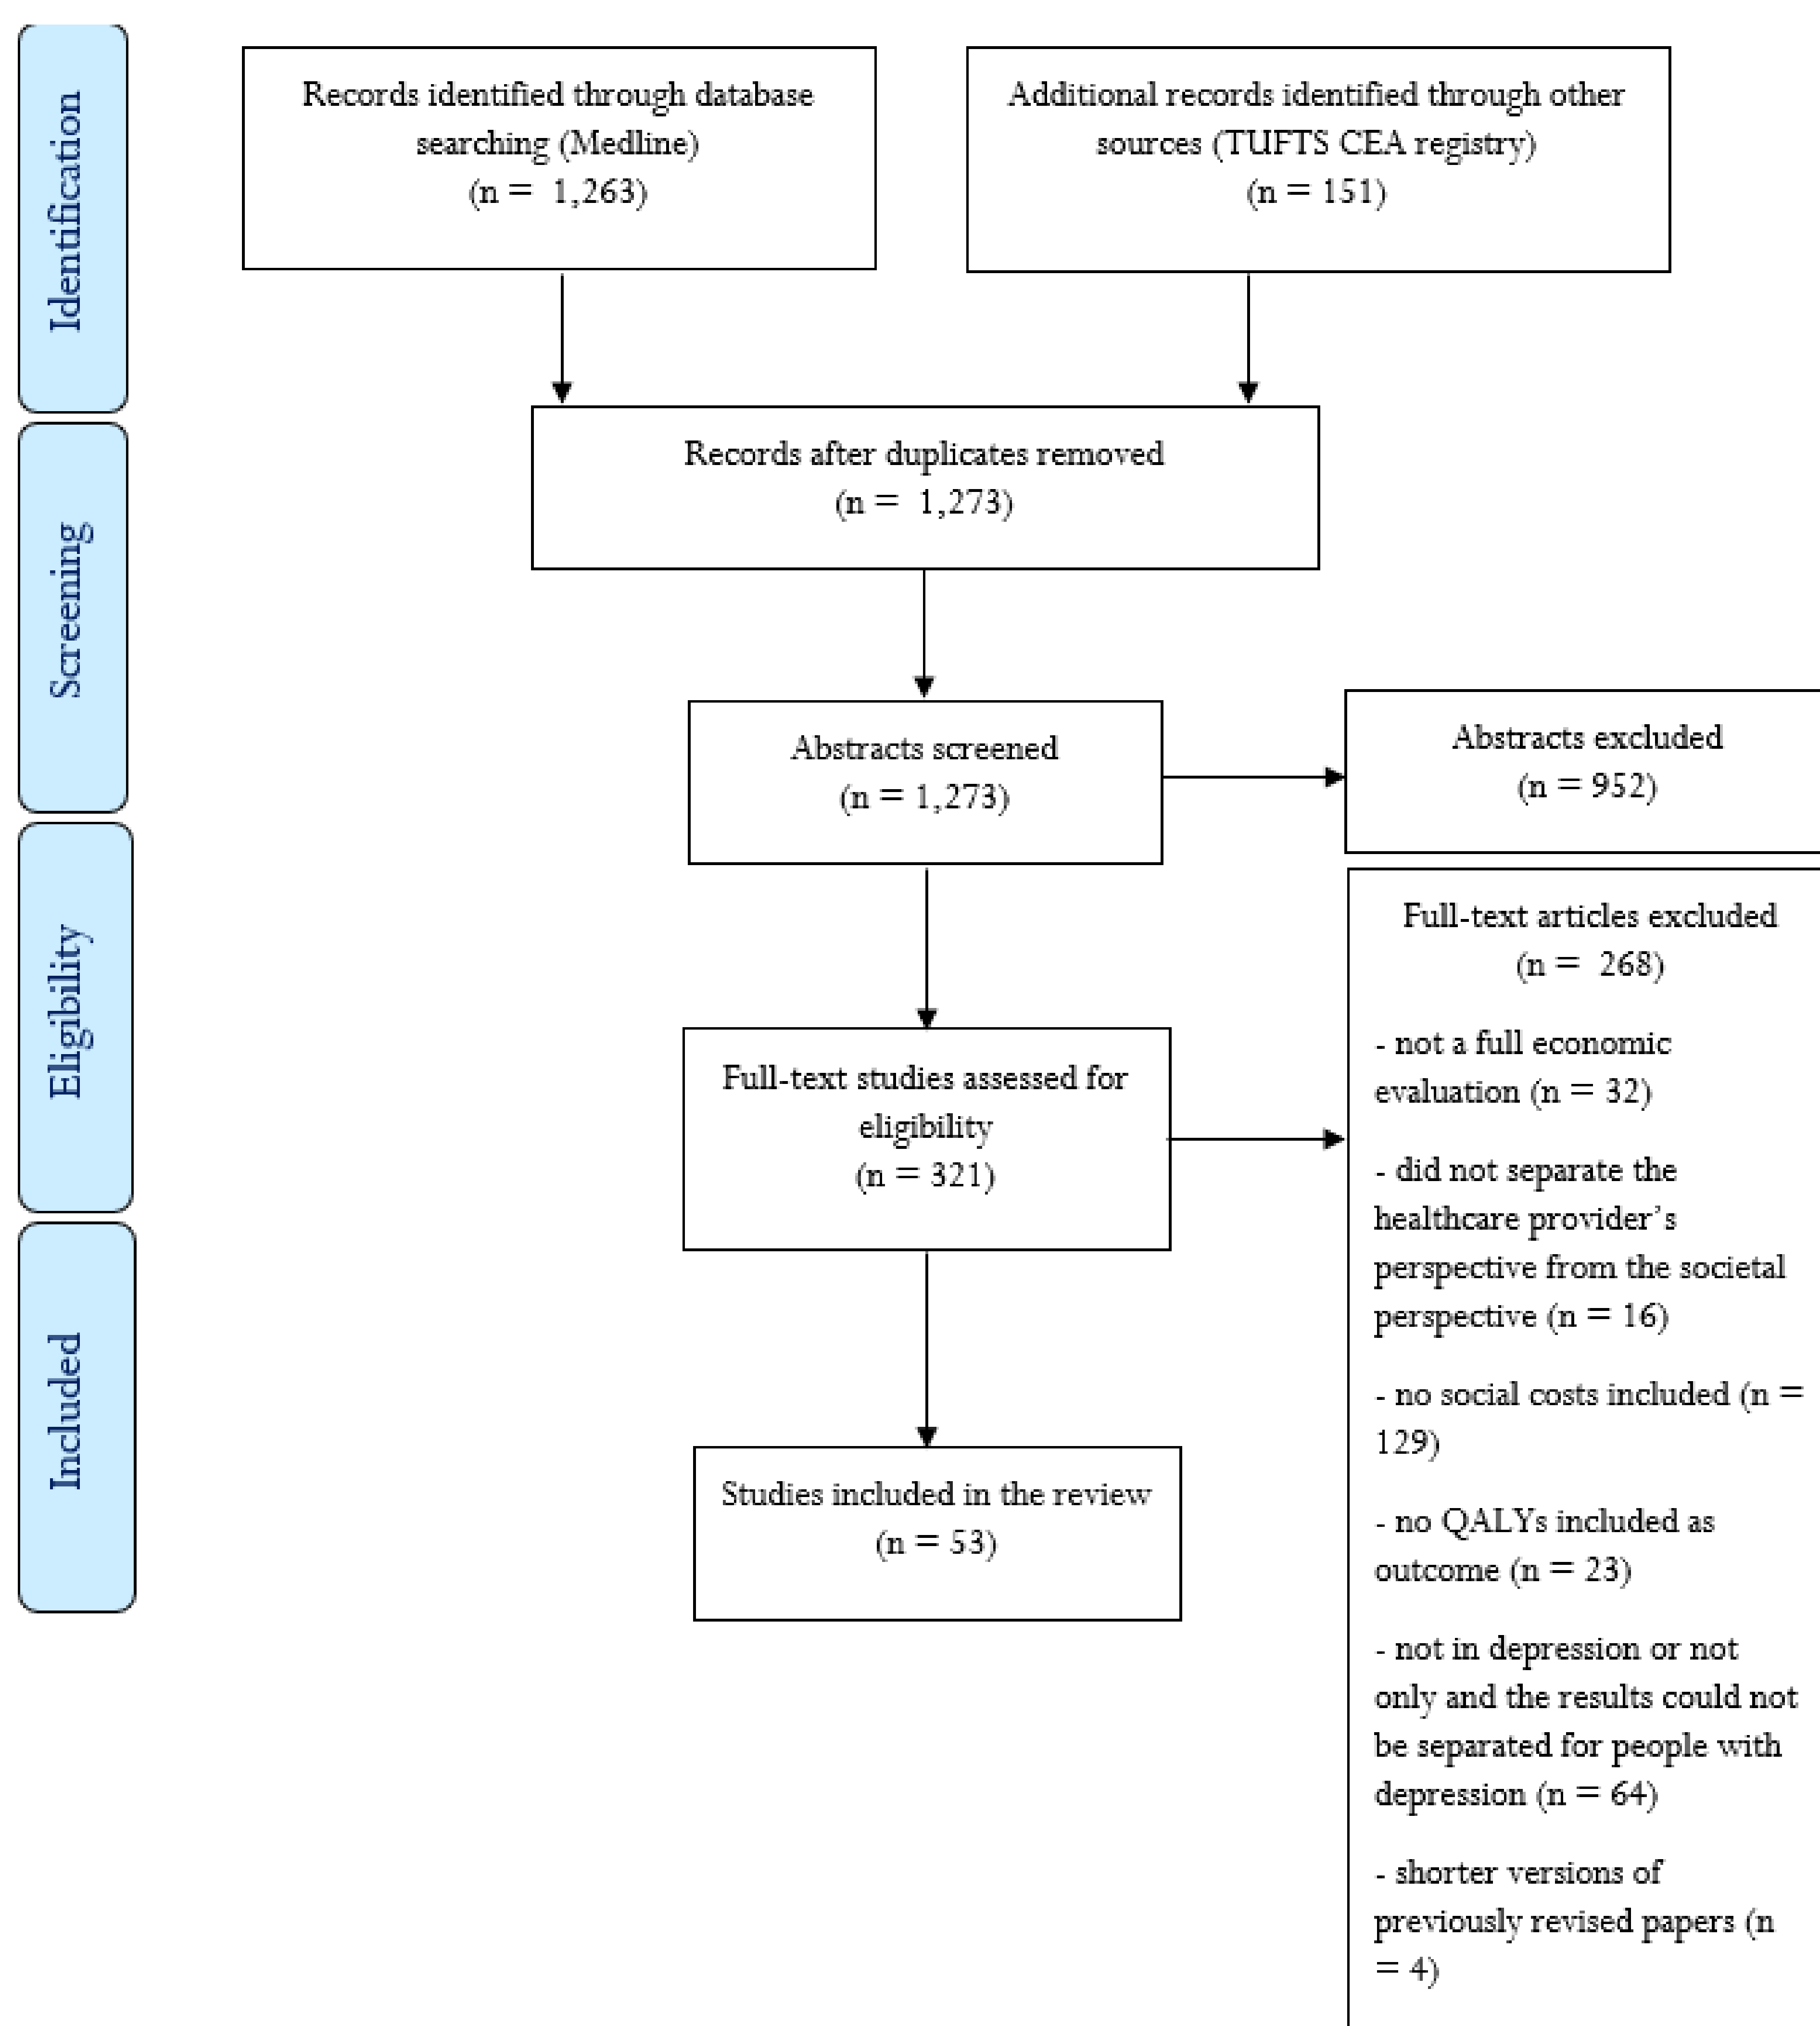 Identification
Records identified through database
searching (Medline)
(n =  1,263)
Additional records identified through other
sources (TUFTS CEA registry)
(n = 151)
Records after duplicates removed
(n =  1,273)
Screening
Abstracts screened
(n = 1,273)
Abstracts excluded
(n = 952)
Eligibility
Full-text studies assessed for
eligibility
(n = 321)
Full-text articles excluded
(n =  268)
- not a full economic
evaluation (n = 32)
- did not separate the
healthcare provider’s
perspective from the societal
perspective (n = 16)
- no social costs included (n =
129)
- no QALYs included as
outcome (n = 23)
- not in depression or not
only and the results could not
be separated for people with
depression (n = 64)
- shorter versions of
previously revised papers (n
= 4)
Included
Studies included in the review
(n = 53)